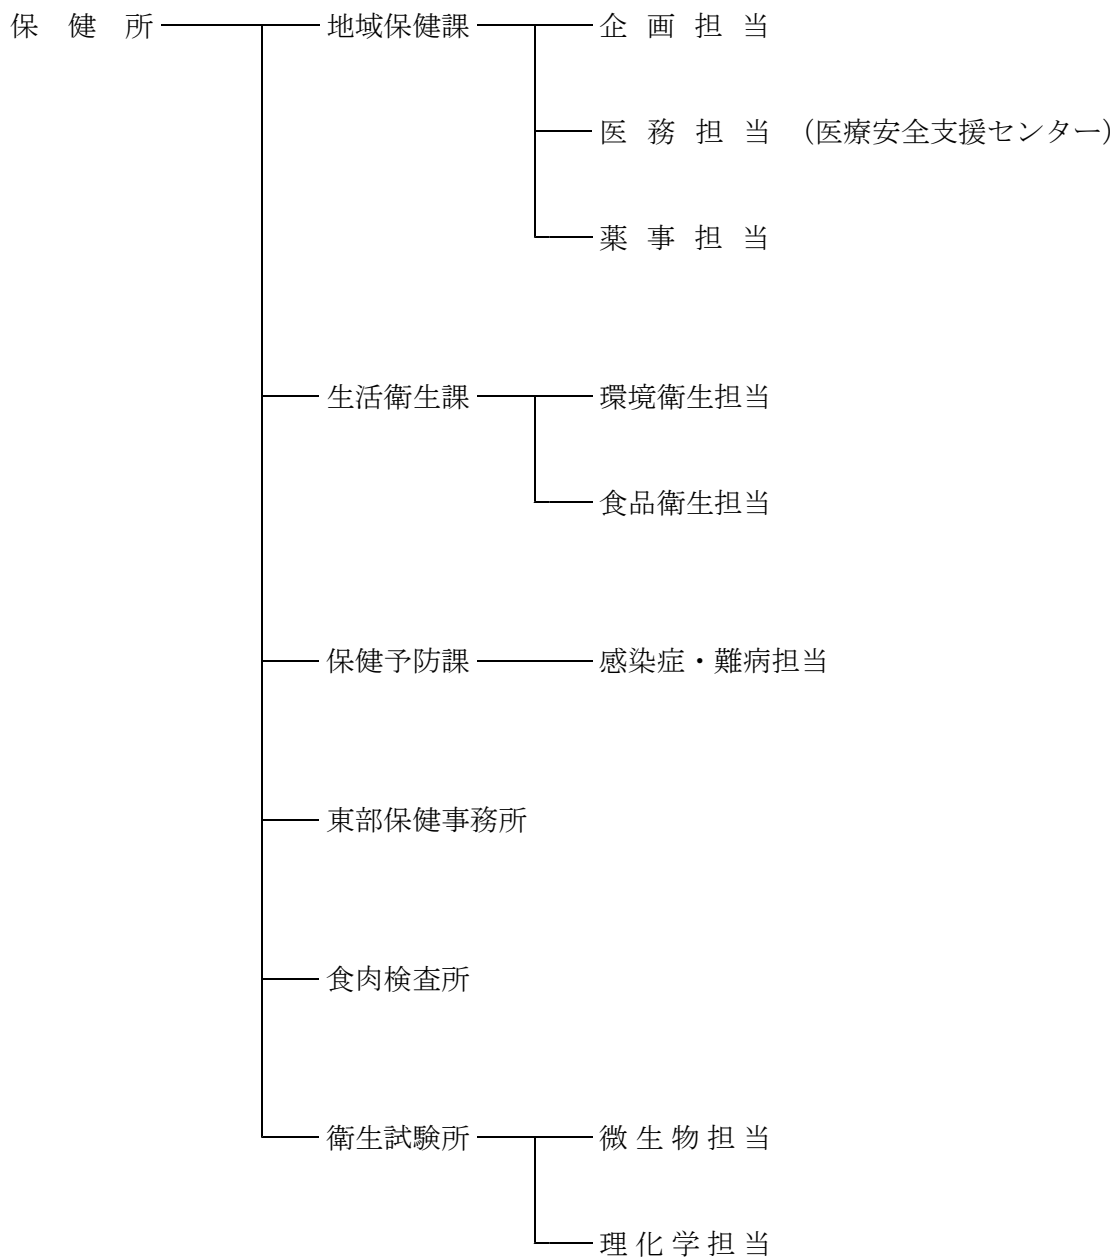 保健所 地域保健課 企画担当
医務担当 （医療安全支援センター）
薬事担当
生活衛生課 環境衛生担当
食品衛生担当
保健予防課 感染症・難病担当
東部保健事務所
食肉検査所
衛生試験所 微生物担当
理化学担当